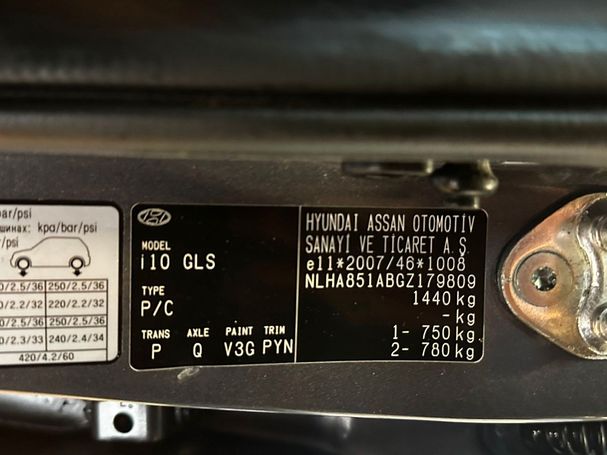 bar/psi
шинах: kpa/bar/psi
r/psi
0/2.5/36 250/2.5/36
0/2.2/32 220/2.2/32
0/2.5/36 250/2.5/36
0/2.3/33 240/2.4/34
420/4.2/60
MODEL
i10 GLS
TYPE
P/C
TRANS AXLE PAINT TRIM
P Q V3G PYN
HYUNDAI ASSAN OTOMOTİV
SANAYİ VE TİCARET A.Ş
e11*2007/46*1008
NLHA851ABGZ179809
1440 kg
- kg
1- 750 kg
2- 780 kg